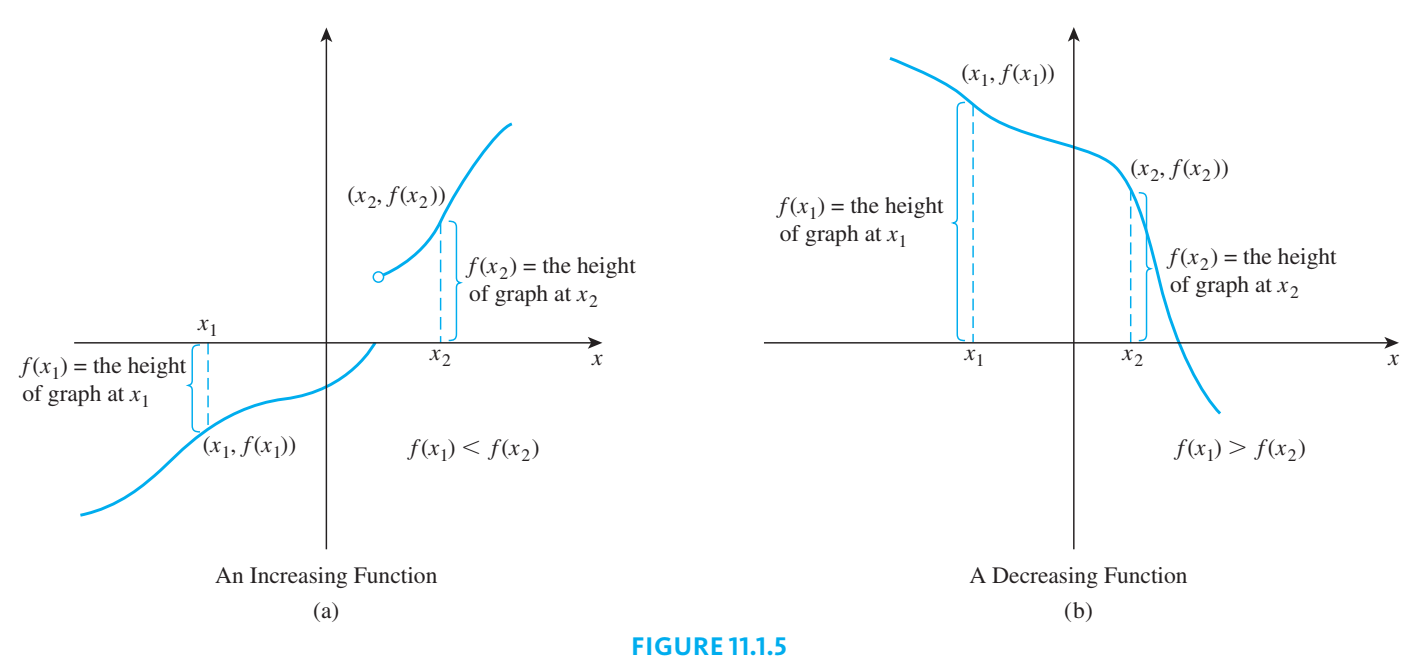 (x₂, f(x₂))
f(x₂) = the height
of graph at x₂
x₁
x₂
x
f(x₁) = the height
of graph at x₁
(x₁, f(x₁))
f(x₁) < f(x₂)
An Increasing Function
(a)
(x₁, f(x₁))
(x₂, f(x₂))
f(x₁) = the height
of graph at x₁
f(x₂) = the height
of graph at x₂
x₁
x₂
x
f(x₁) > f(x₂)
A Decreasing Function
(b)
FIGURE 11.1.5